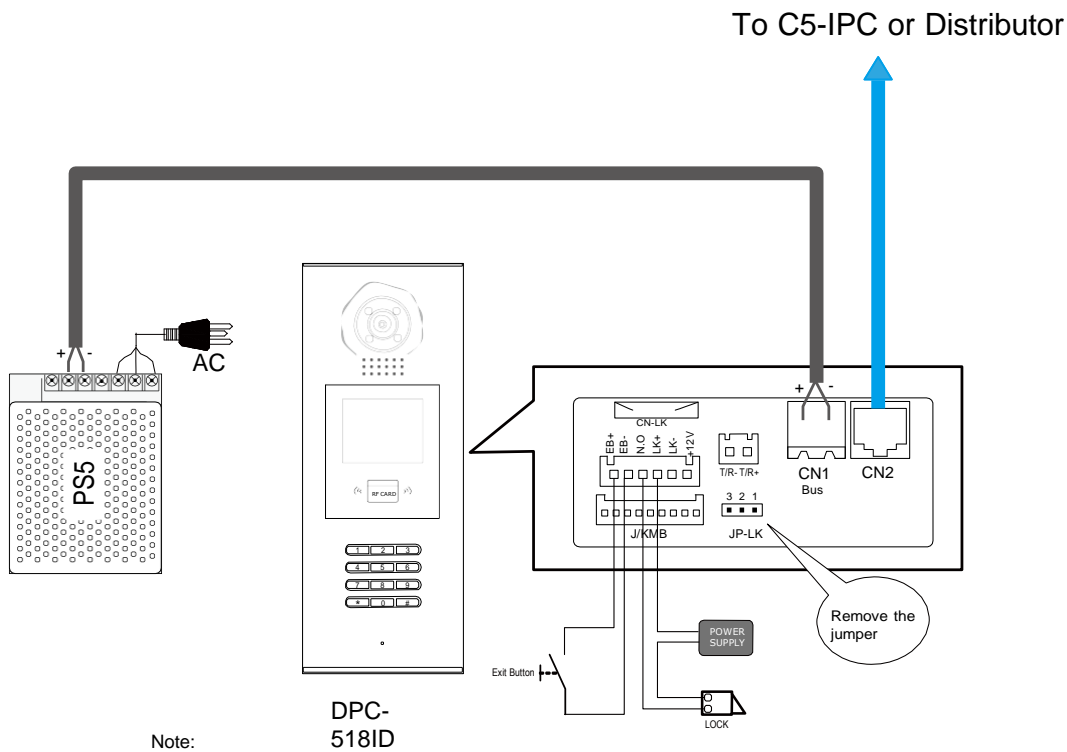 To C5-IPC or Distributor
+ -
AC
PS5
RF CARD
1 2 3
4 5 6
7 8 9
* 0 #
DPC-
518ID
Note:
CN-LK
EB+
EB-
N.O
LK+
LK-
+12V
T/R- T/R+
J/KMB
3 2 1
JP-LK
+ -
CN1
Bus
CN2
Remove the
jumper
Exit Button
POWER
SUPPLY
LOCK